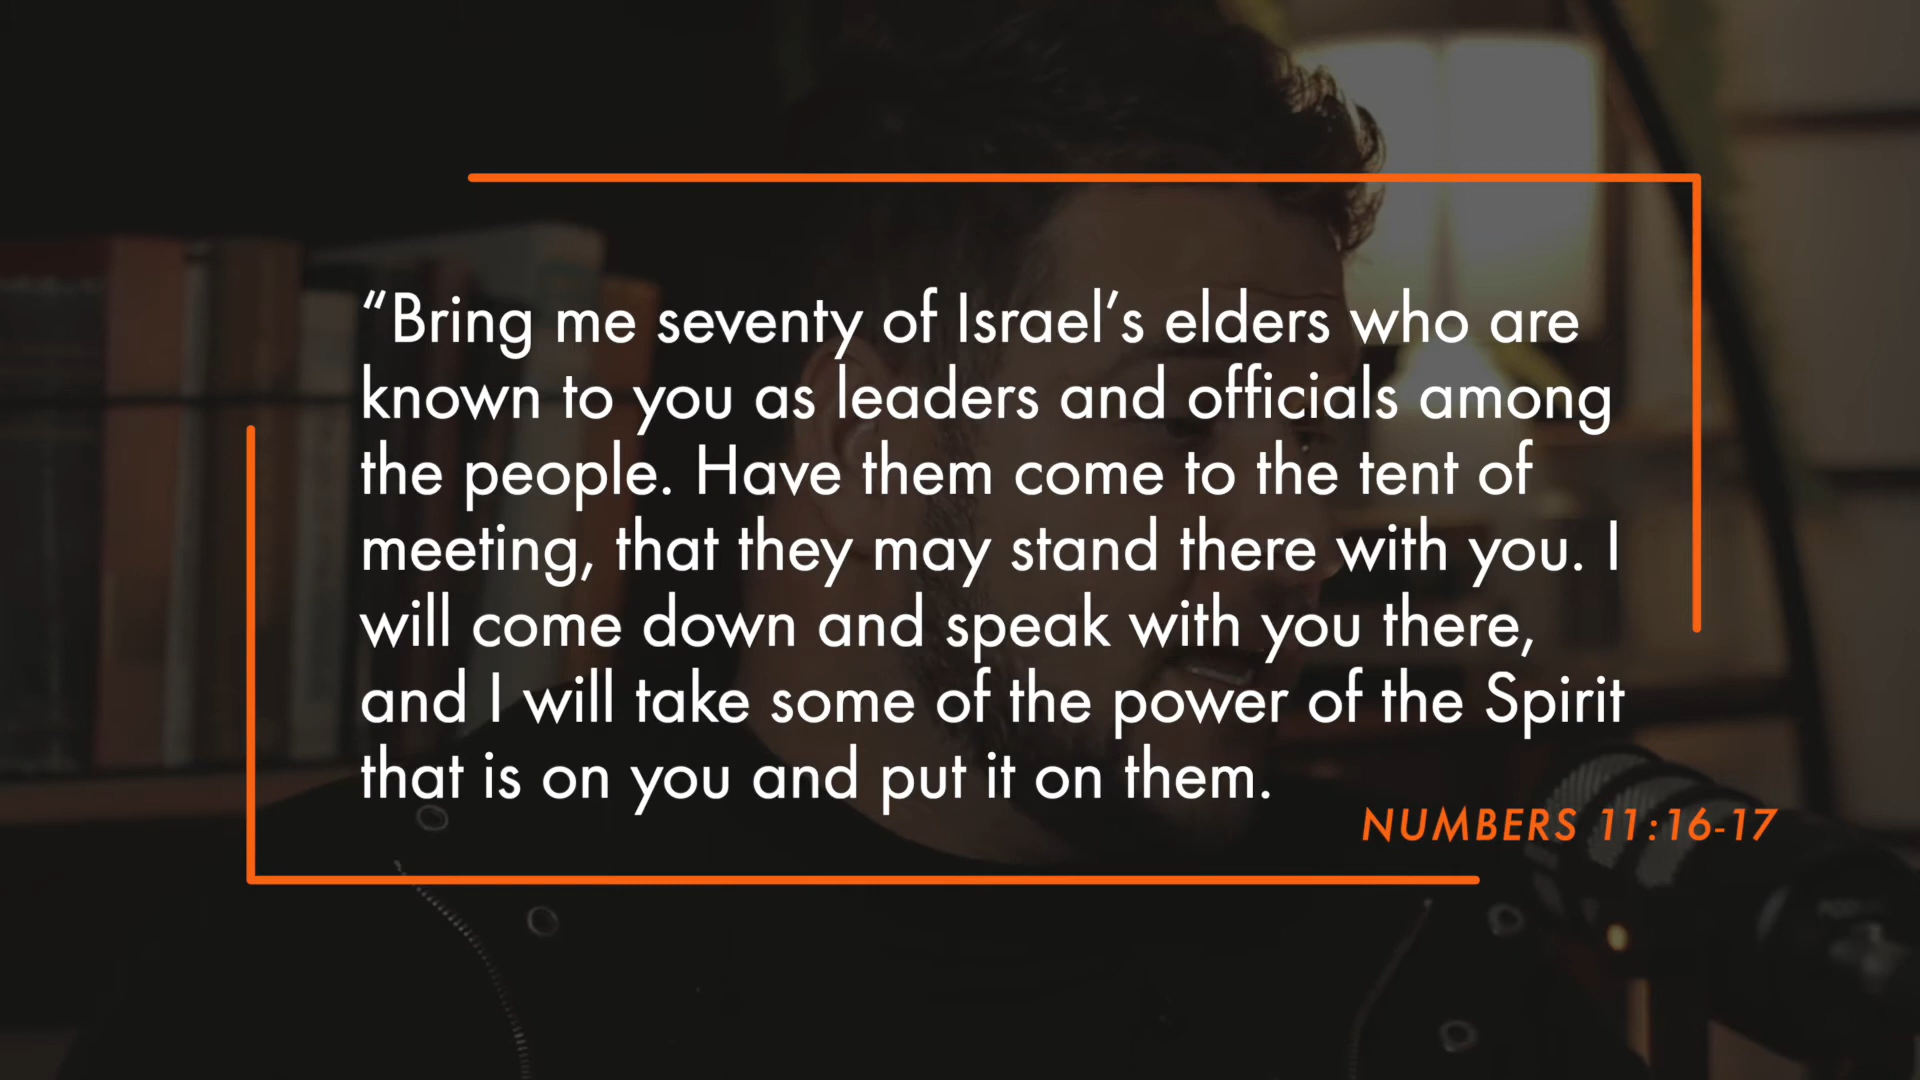 “Bring me seventy of Israel’s elders who are
known to you as leaders and officials among
the people. Have them come to the tent of
meeting, that they may stand there with you. I
will come down and speak with you there,
and I will take some of the power of the Spirit
that is on you and put it on them.
NUMBERS 11:16-17